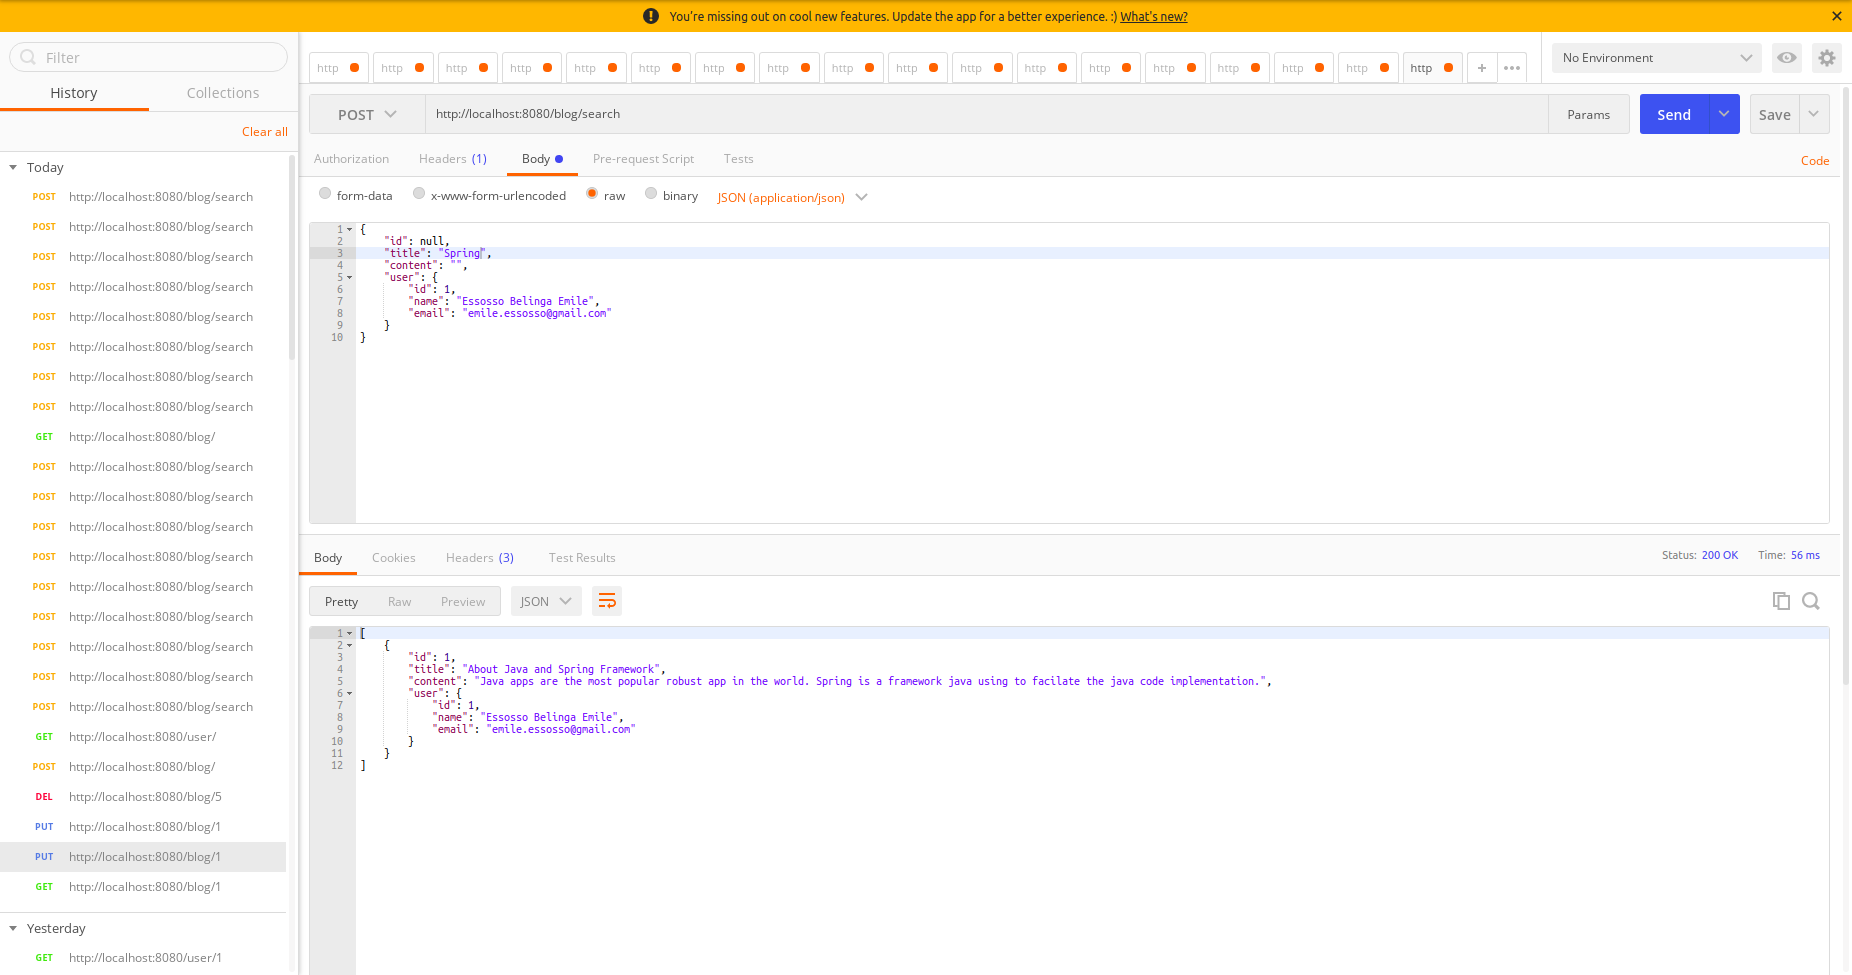 You're missing out on cool new features. Update the app for a better experience. :) What's new?
Filter
History Collections
Clear all
Today
POST http://localhost:8080/blog/search
POST http://localhost:8080/blog/search
POST http://localhost:8080/blog/search
POST http://localhost:8080/blog/search
POST http://localhost:8080/blog/search
POST http://localhost:8080/blog/search
POST http://localhost:8080/blog/search
POST http://localhost:8080/blog/search
GET http://localhost:8080/blog/
POST http://localhost:8080/blog/search
POST http://localhost:8080/blog/search
POST http://localhost:8080/blog/search
POST http://localhost:8080/blog/search
POST http://localhost:8080/blog/search
POST http://localhost:8080/blog/search
POST http://localhost:8080/blog/search
POST http://localhost:8080/blog/search
POST http://localhost:8080/blog/search
GET http://localhost:8080/user/
POST http://localhost:8080/blog/
DEL http://localhost:8080/blog/5
PUT http://localhost:8080/blog/1
PUT http://localhost:8080/blog/1
GET http://localhost:8080/blog/1
Yesterday
GET http://localhost:8080/user/1
http http http http http http http http http http http http http http http http http http + ••• No Environment
POST http://localhost:8080/blog/search Params Send Save
Authorization Headers (1) Body Pre-request Script Tests Code
form-data x-www-form-urlencoded raw binary JSON (application/json)
1 {
2 "id": null,
3 "title": "Spring",
4 "content": "",
5 "user": {
6 "id": 1,
7 "name": "Essosso Belinga Emile",
8 "email": "emile.essosso@gmail.com"
9 }
10 }
Body Cookies Headers (3) Test Results Status: 200 OK Time: 56 ms
Pretty Raw Preview JSON
1 [
2 {
3 "id": 1,
4 "title": "About Java and Spring Framework",
5 "content": "Java apps are the most popular robust app in the world. Spring is a framework java using to facilate the java code implementation.",
6 "user": {
7 "id": 1,
8 "name": "Essosso Belinga Emile",
9 "email": "emile.essosso@gmail.com"
10 }
11 }
12 ]